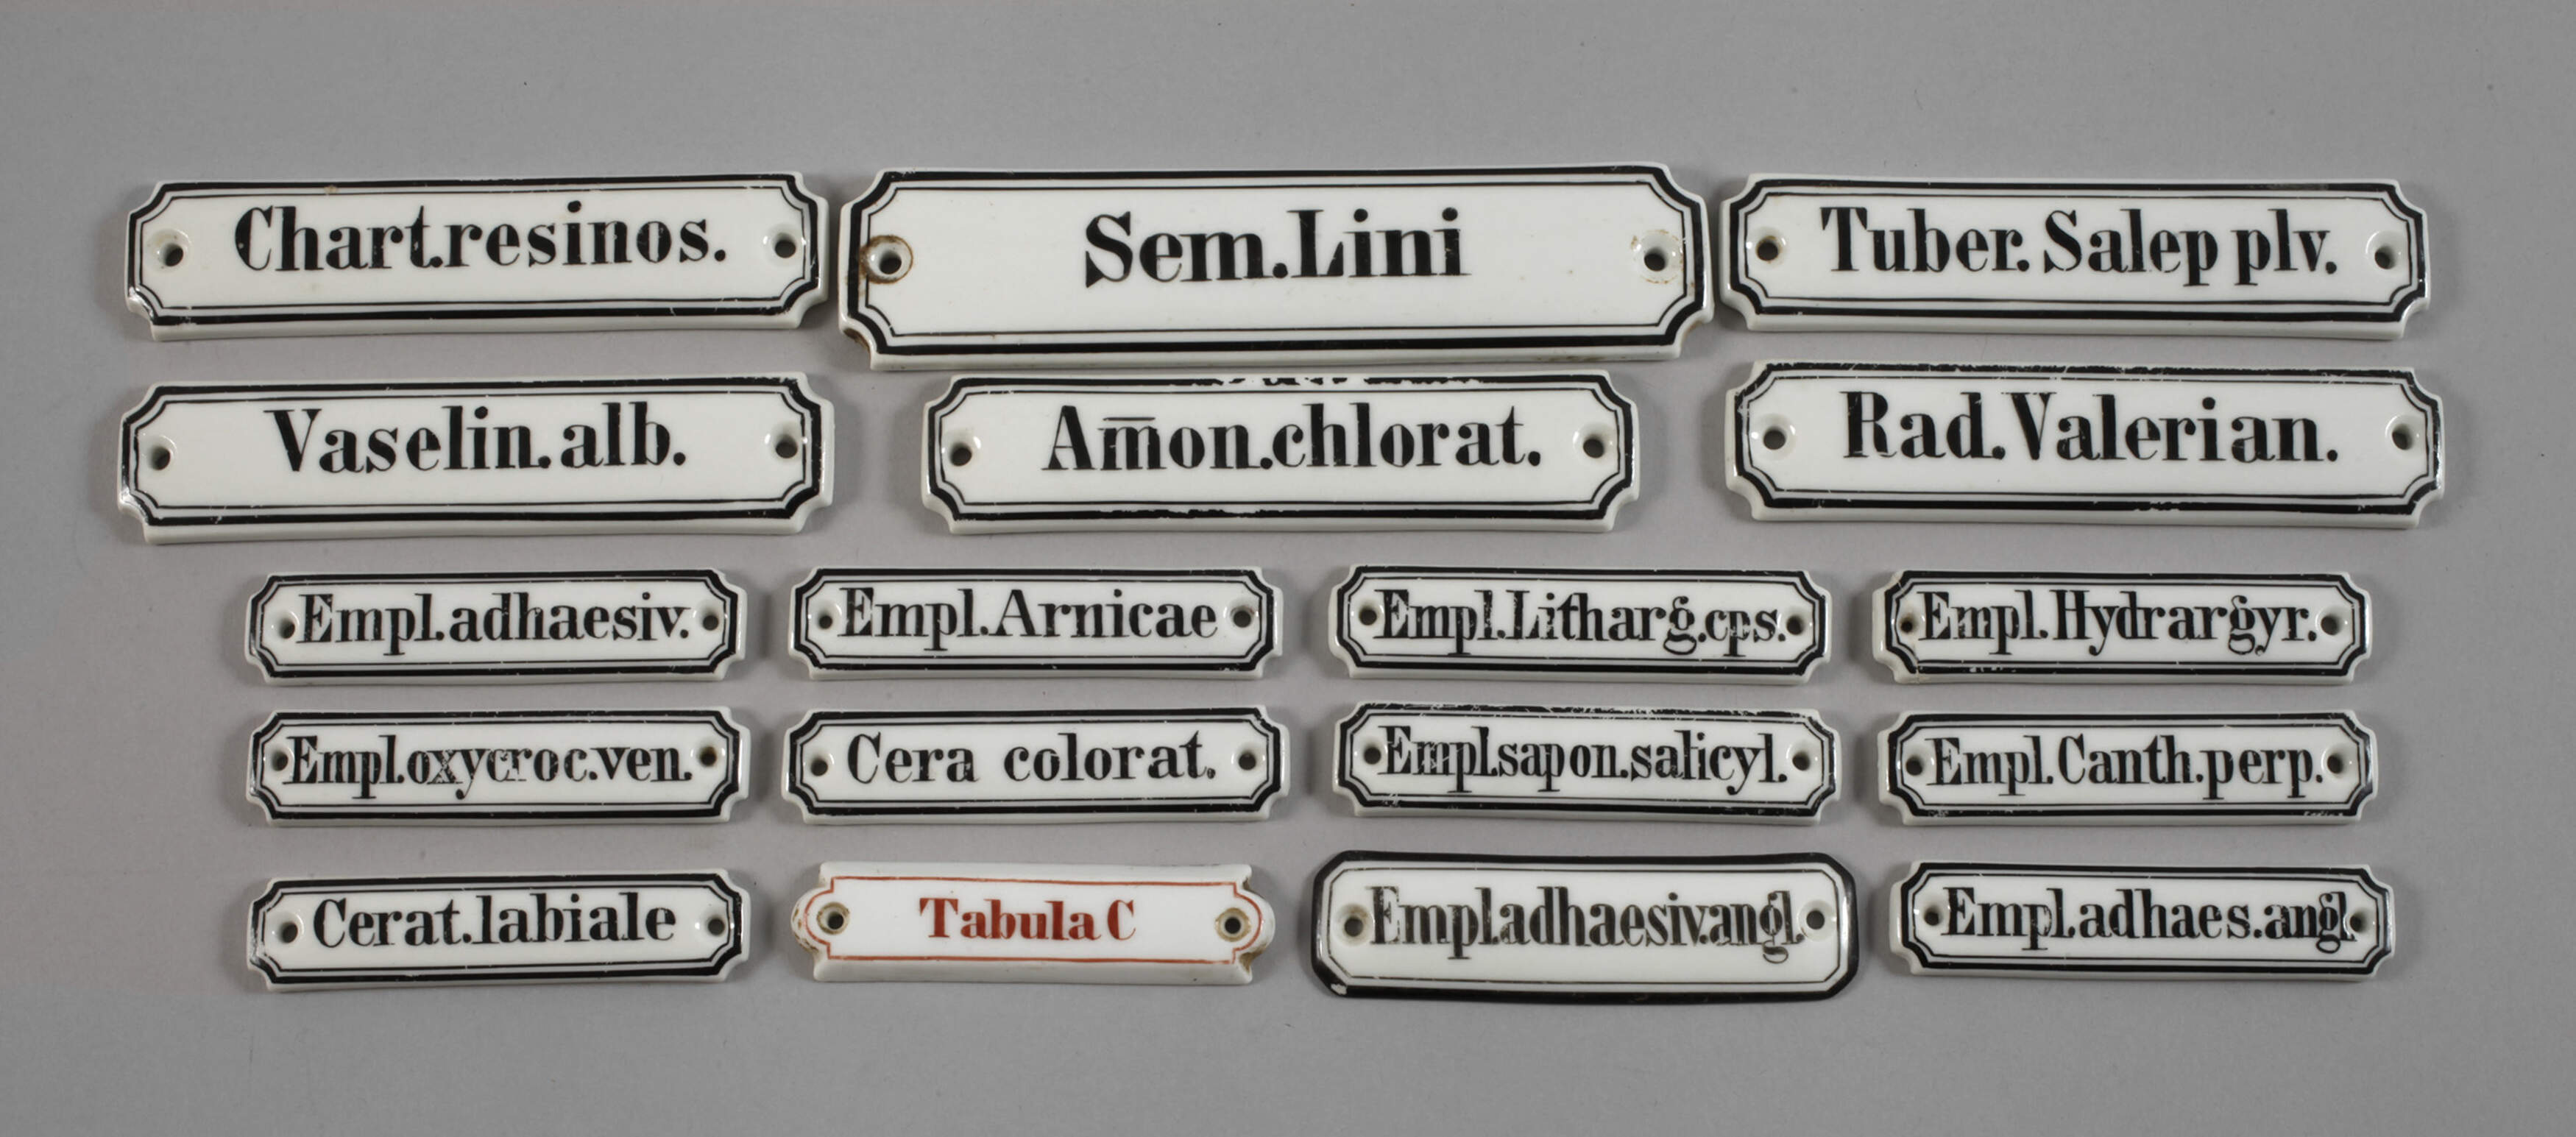 Chart.resinos.
Sem.Lini
Tuber.Salep plv.
Vaselin.alb.
Am̅on.chlorat.
Rad.Valerian.
Empl.adhaesiv.
Empl.Arnicae
Empl.Litharg.cps.
Empl.Hydrargyr.
Empl.oxycroc.ven.
Cera colorat.
Empl.sapon.salicyl.
Empl.Canth.perp.
Cerat.labiale
Tabula C
Empl.adhaesiv.angl.
Empl.adhaes.angl.